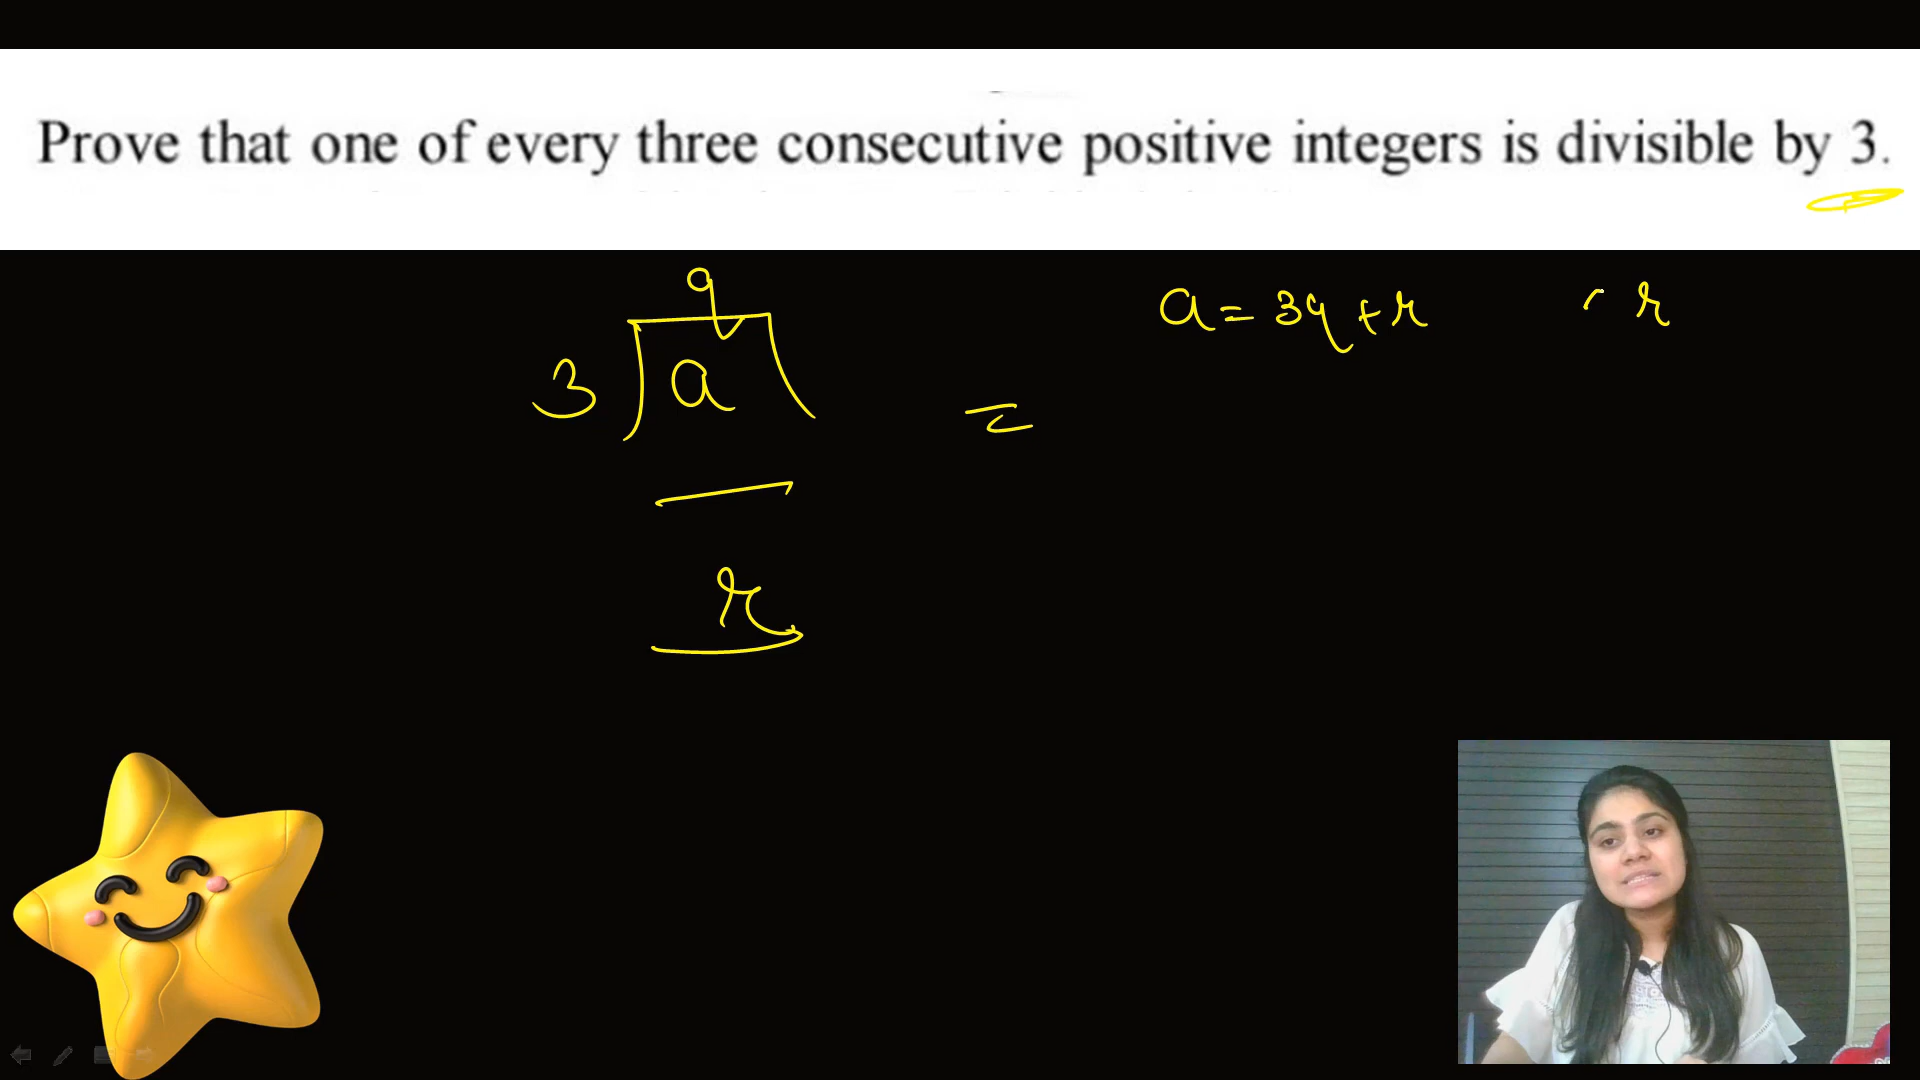 Prove that one of every three consecutive positive integers is divisible by 3.
q
a = 3q + r r
3 a
=
r